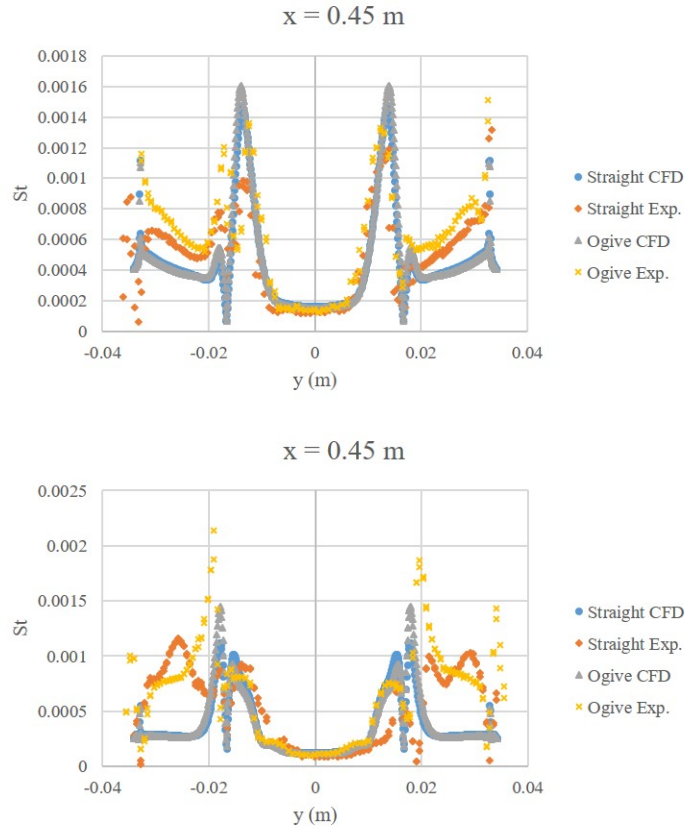 x = 0.45 m
0.0018
0.0016
0.0014
0.0012
0.001
0.0008
0.0006
0.0004
0.0002
0
St
-0.04 -0.02 0 0.02 0.04
y (m)
Straight CFD
Straight Exp.
Ogive CFD
Ogive Exp.
x = 0.45 m
0.0025
0.002
0.0015
0.001
0.0005
0
St
-0.04 -0.02 0 0.02 0.04
y (m)
Straight CFD
Straight Exp.
Ogive CFD
Ogive Exp.